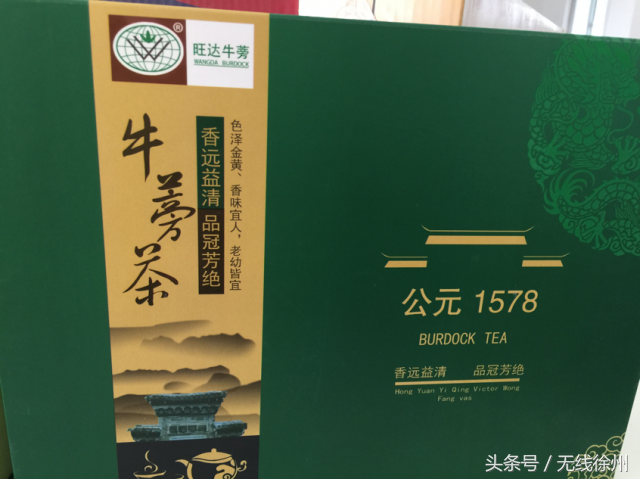 ®
旺达牛蒡
WANGDA BURDOCK
牛蒡茶
香远益清 品冠芳绝
色泽金黄、香味宜人,老幼皆宜
公元 1578
BURDOCK TEA
香远益清 品冠芳绝
Hong Yuan Yi Qing Victor Wong
Fang vas
头条号 / 无线徐州